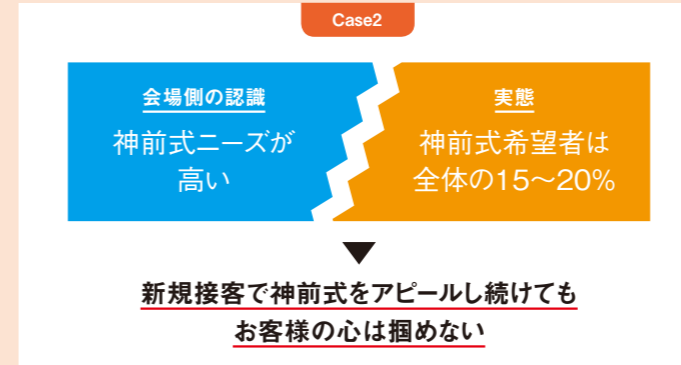 Case2
会場側の認識
神前式ニーズが
高い
実態
神前式希望者は
全体の15〜20%
新規接客で神前式をアピールし続けても
お客様の心は掴めない